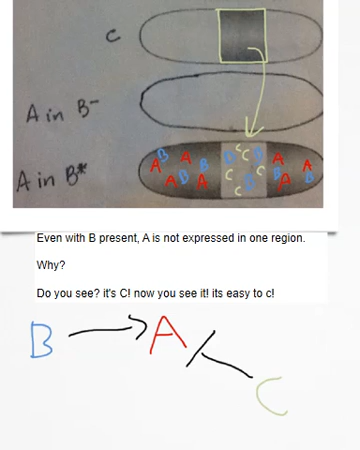 C
A in B-
A in B*
B A B A B A B C C B C C C B A B A A B
Even with B present, A is not expressed in one region.
Why?
Do you see? it's C! now you see it! its easy to c!
B A C